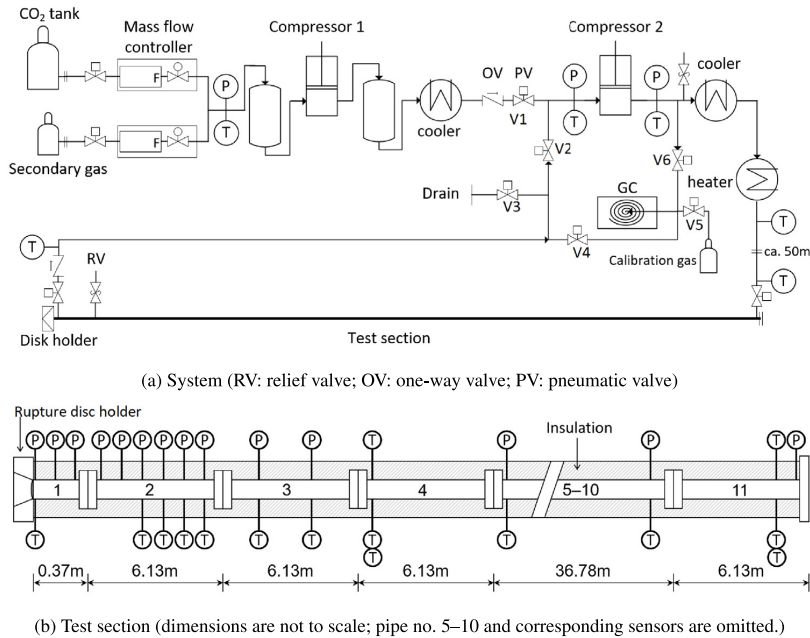 CO2 tank
Mass flow
controller
Compressor 1
Compressor 2
F
P
T
OV
PV
P
T
P
T
cooler
cooler
V1
F
Secondary gas
V2
V6
heater
Drain
V3
GC
V5
T
T
RV
V4
Calibration gas
ca. 50m
T
Disk holder
Test section
(a) System (RV: relief valve; OV: one-way valve; PV: pneumatic valve)
Rupture disc holder
Insulation
P P P P P P P P P P T P P T P
1 2 3 4 5–10 11
T T T T T T T T T T T T
T T
0.37m 6.13m 6.13m 6.13m 36.78m 6.13m
(b) Test section (dimensions are not to scale; pipe no. 5–10 and corresponding sensors are omitted.)